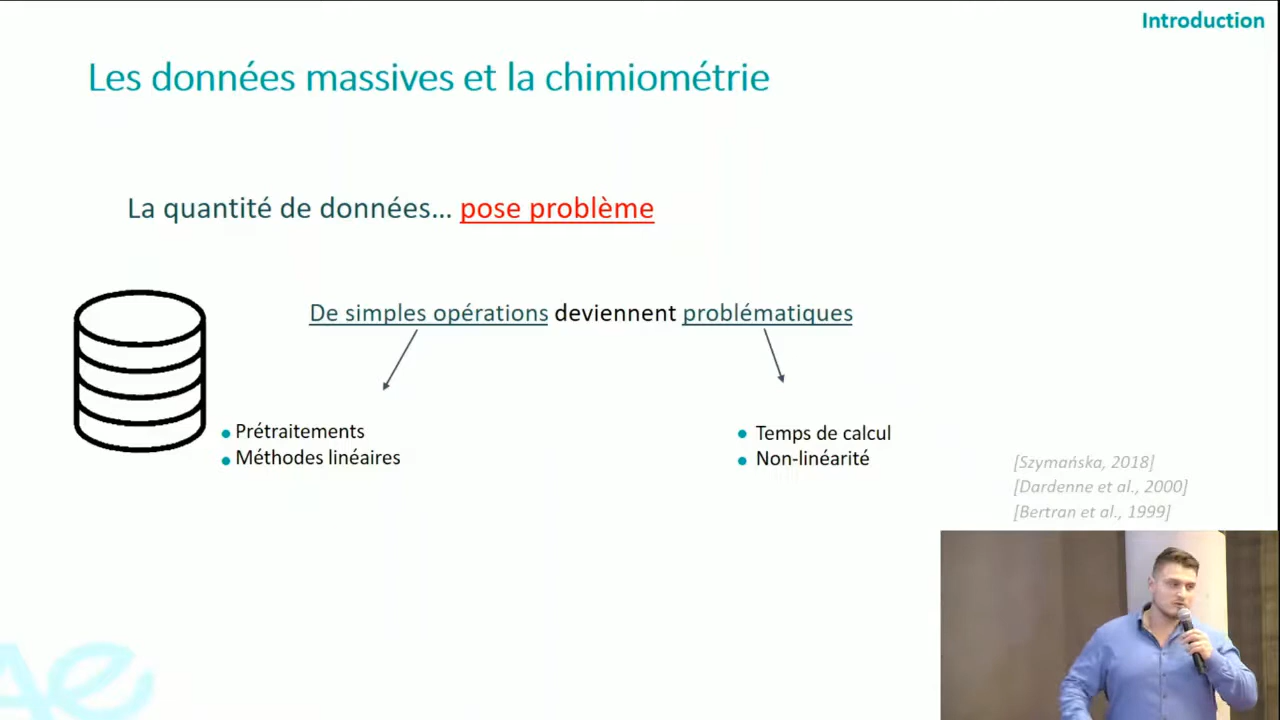 Introduction
Les données massives et la chimiométrie
La quantité de données... pose problème
De simples opérations deviennent problématiques
Prétraitements
Méthodes linéaires
Temps de calcul
Non-linéarité
[Szymańska, 2018]
[Dardenne et al., 2000]
[Bertran et al., 1999]
Ae